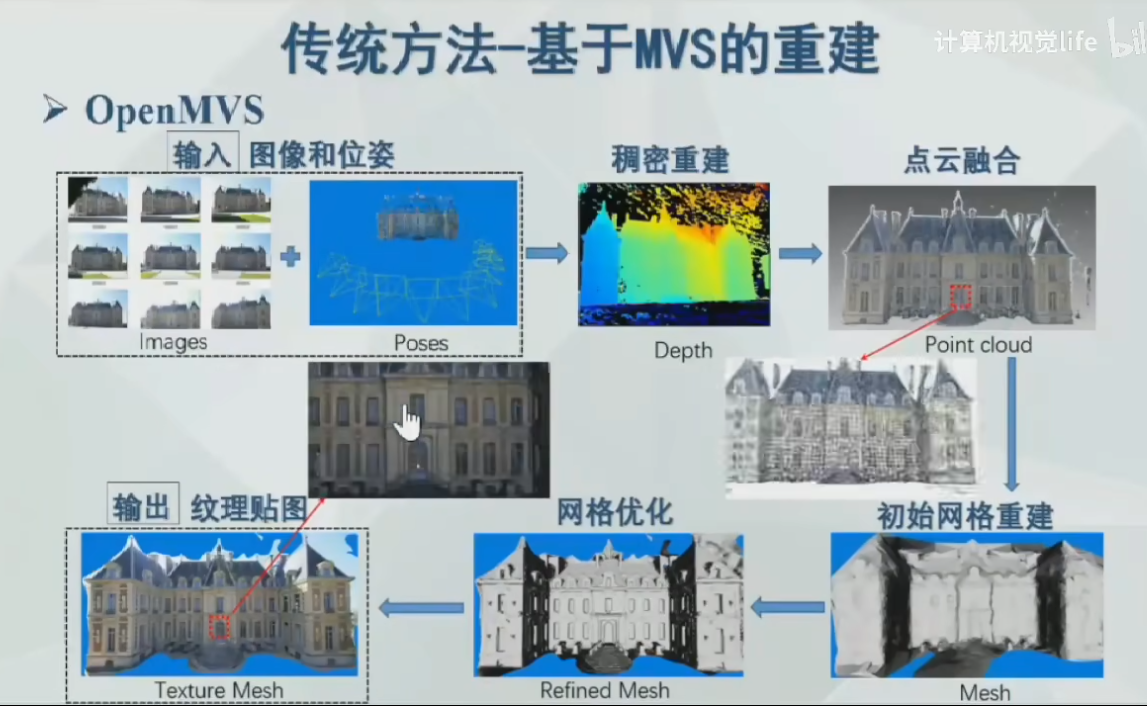 传统方法-基于MVS的重建
计算机视觉life
bil
➢ OpenMVS
输入 图像和位姿
稠密重建
点云融合
Images
Poses
Depth
Point cloud
输出 纹理贴图
网格优化
初始网格重建
Texture Mesh
Refined Mesh
Mesh